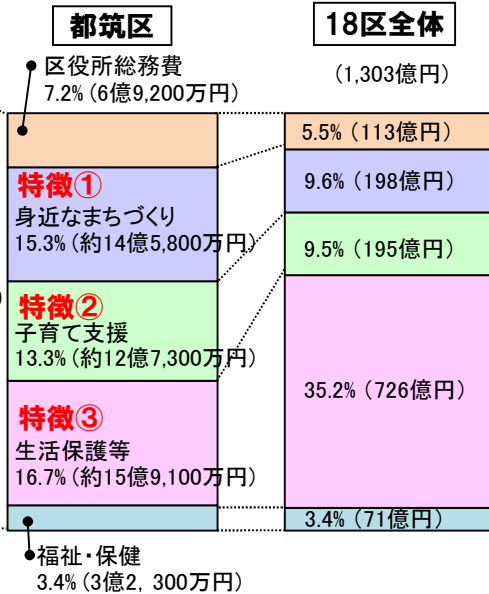 都筑区
区役所総務費
7.2%(6億9,200万円)
特徴①
身近なまちづくり
15.3%(約14億5,800万円)
特徴②
子育て支援
13.3%(約12億7,300万円)
特徴③
生活保護等
16.7%(約15億9,100万円)
福祉・保健
3.4%(3億2, 300万円)
18区全体
(1,303億円)
5.5% (113億円)
9.6% (198億円)
9.5% (195億円)
35.2% (726億円)
3.4% (71億円)